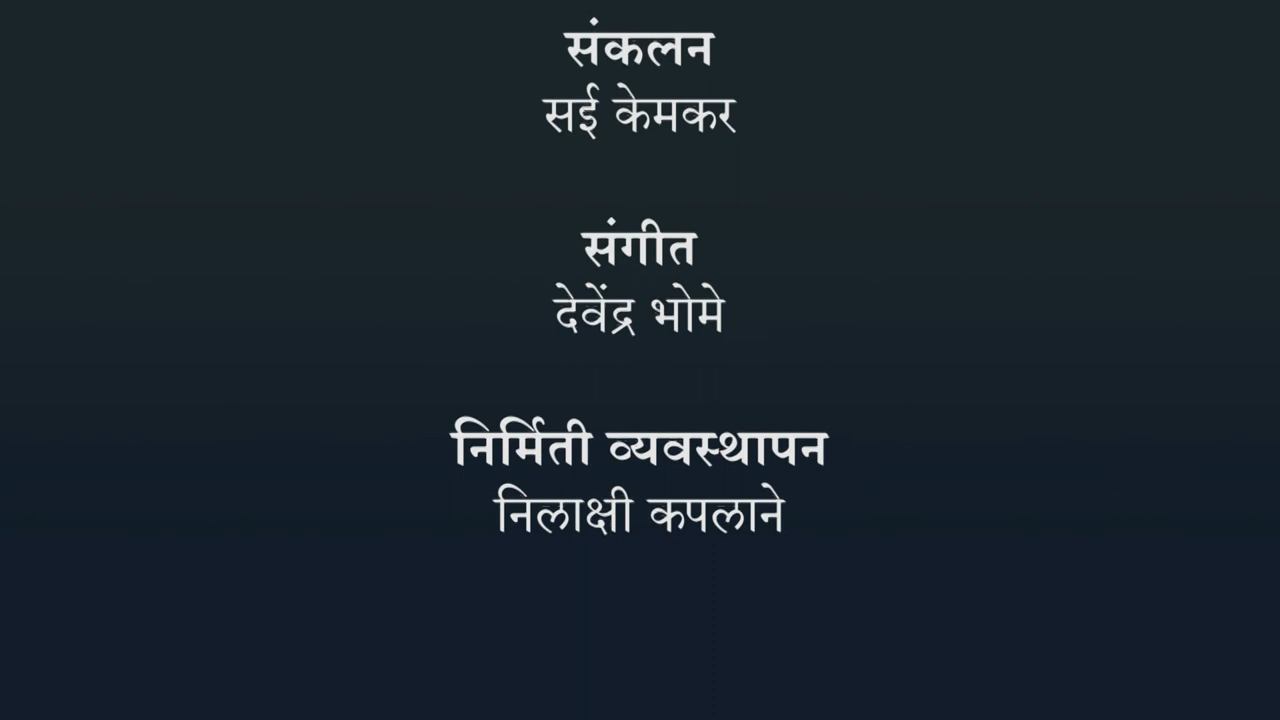 संकलन
सई केमकर
संगीत
देवेंद्र भोमे
निर्मिती व्यवस्थापन
निलाक्षी कपलाने